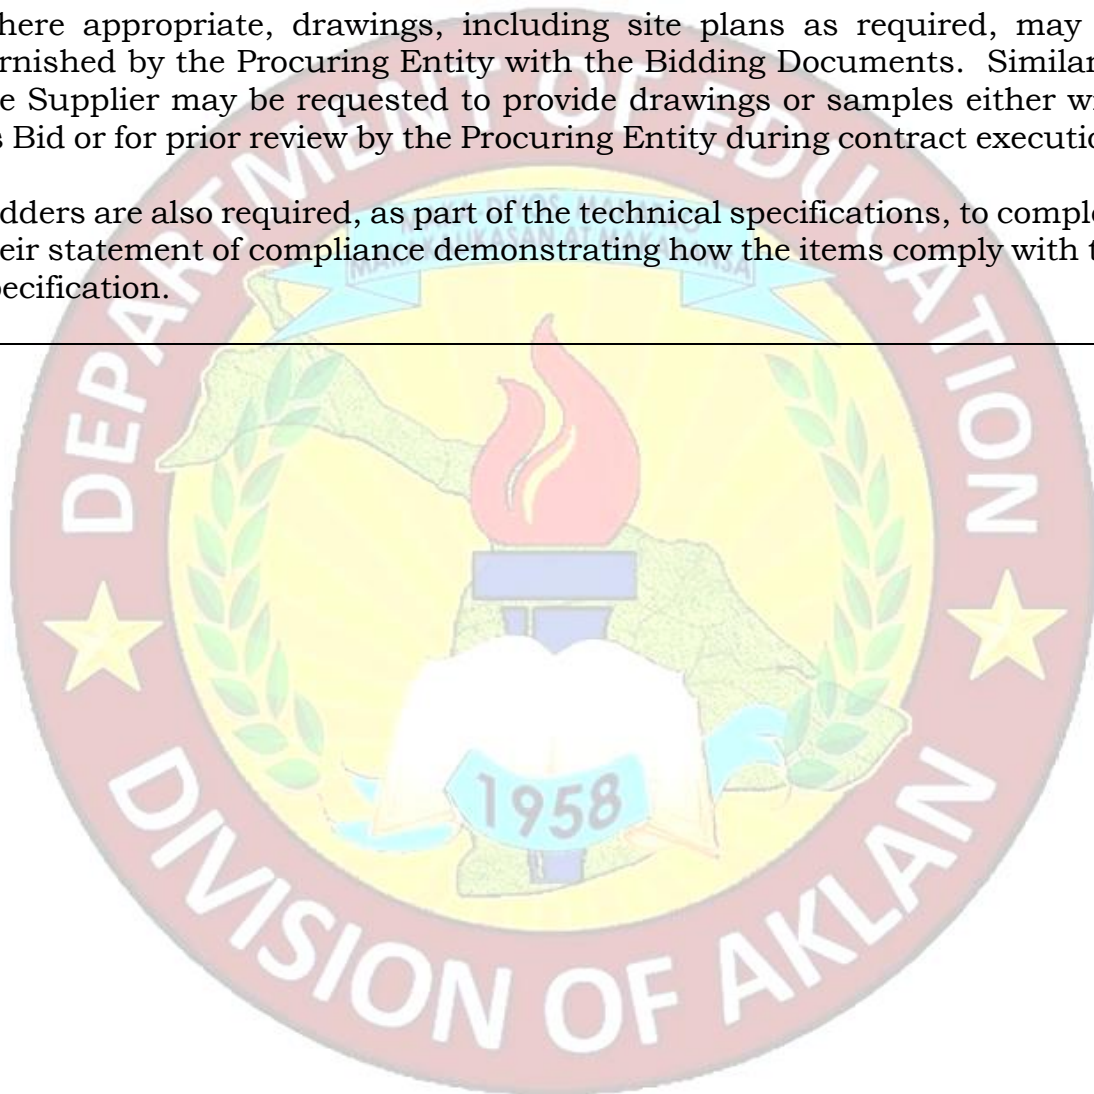 here appropriate, drawings, including site plans as required, may
rnished by the Procuring Entity with the Bidding Documents. Similar
e Supplier may be requested to provide drawings or samples either wi
s Bid or for prior review by the Procuring Entity during contract executio
dders are also required, as part of the technical specifications, to comple
eir statement of compliance demonstrating how the items comply with t
pecification.
DEPARTMENT OF EDUCATION
1958
DIVISION OF AKLAN